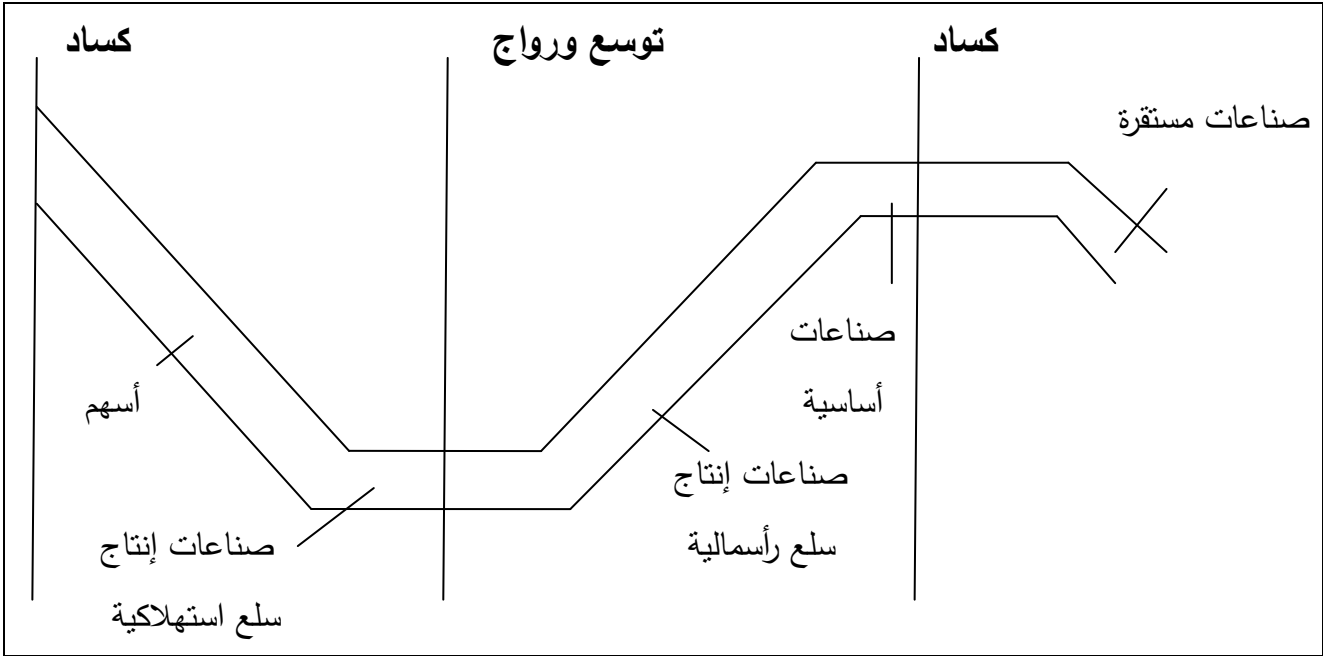 كساد
توسع ورواج
كساد
صناعات مستقرة
صناعات
أساسية
أسهم
صناعات إنتاج
سلع رأسمالية
صناعات إنتاج
سلع استهلاكية